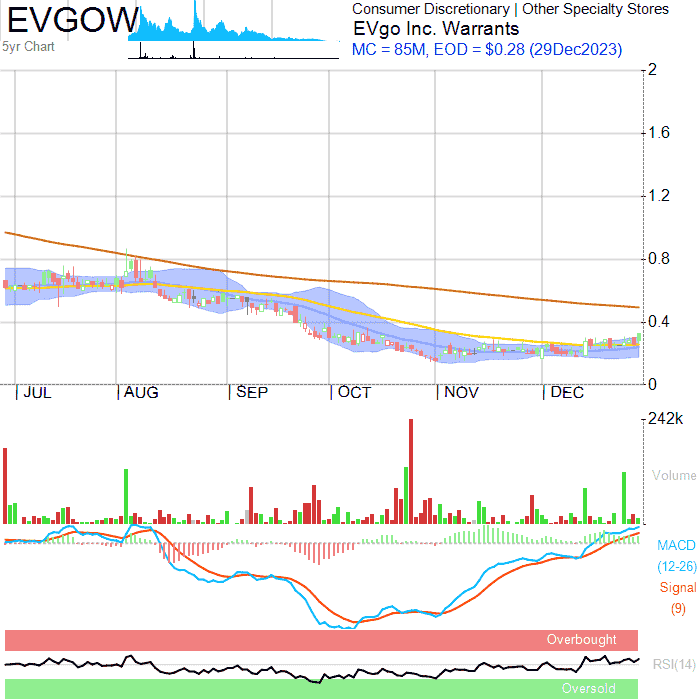 EVGOW
5yr Chart
Consumer Discretionary | Other Specialty Stores
EVgo Inc. Warrants
MC = 85M, EOD = $0.28 (29Dec2023)
2
1.6
1.2
0.8
0.4
0
JUL AUG SEP OCT NOV DEC
242k
Volume
MACD
(12-26)
Signal
(9)
Overbought
RSI(14)
Oversold